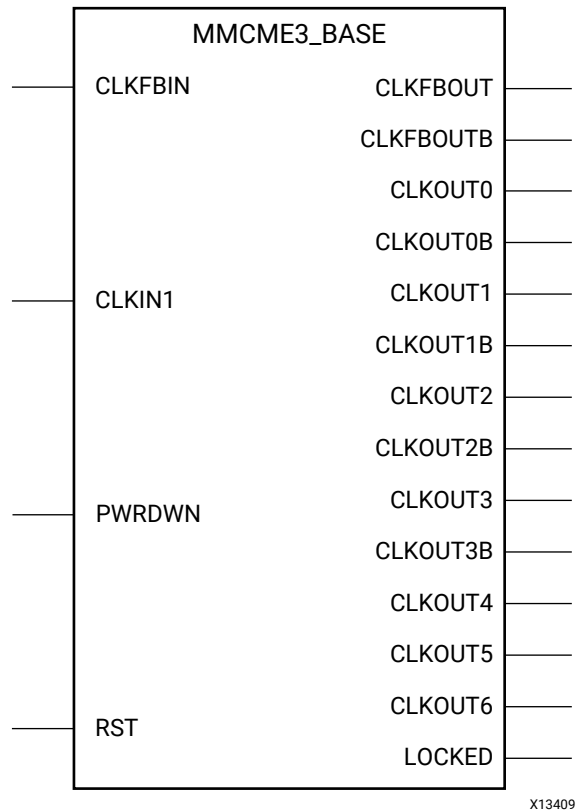 MMCME3_BASE
CLKFBIN
CLKFBOUT
CLKFBOUTB
CLKOUT0
CLKOUT0B
CLKIN1
CLKOUT1
CLKOUT1B
CLKOUT2
CLKOUT2B
PWRDWN
CLKOUT3
CLKOUT3B
CLKOUT4
CLKOUT5
CLKOUT6
RST
LOCKED
X13409